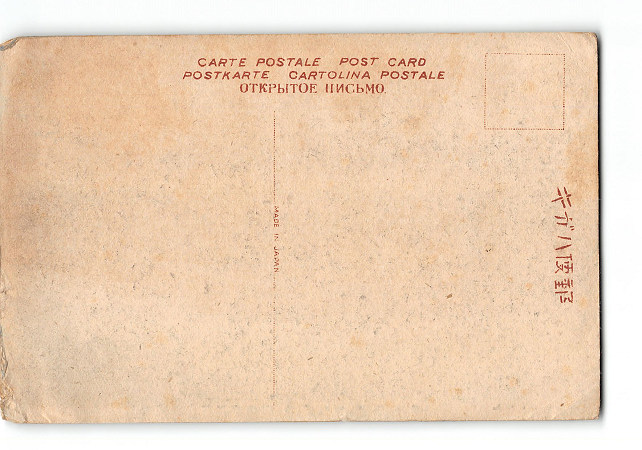 CARTE POSTALE POST CARD
POSTKARTE CARTOLINA POSTALE
ОТКРЫТОЕ ПИСЬМО.
MADE IN JAPAN
キガハ便郵